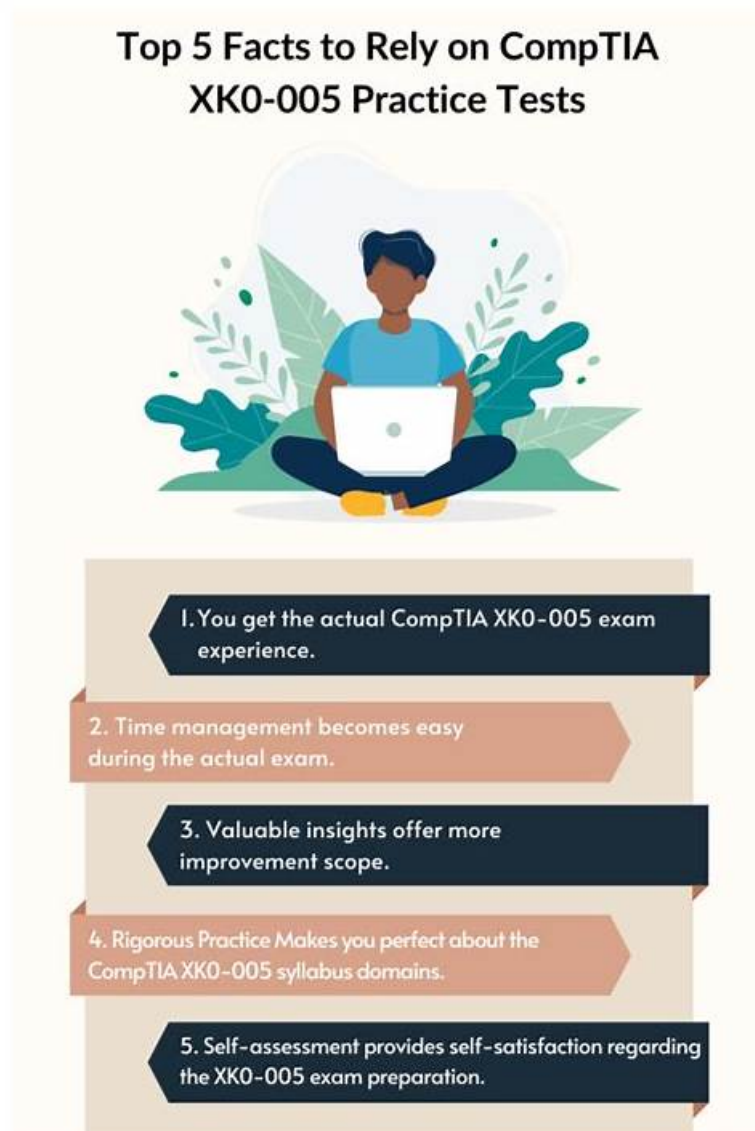 Top 5 Facts to Rely on CompTIA
XK0-005 Practice Tests
1. You get the actual CompTIA XK0-005 exam
experience.
2. Time management becomes easy
during the actual exam.
3. Valuable insights offer more
improvement scope.
4. Rigorous Practice Makes you perfect about the
CompTIA XK0-005 syllabus domains.
5. Self-assessment provides self-satisfaction regarding
the XK0-005 exam preparation.